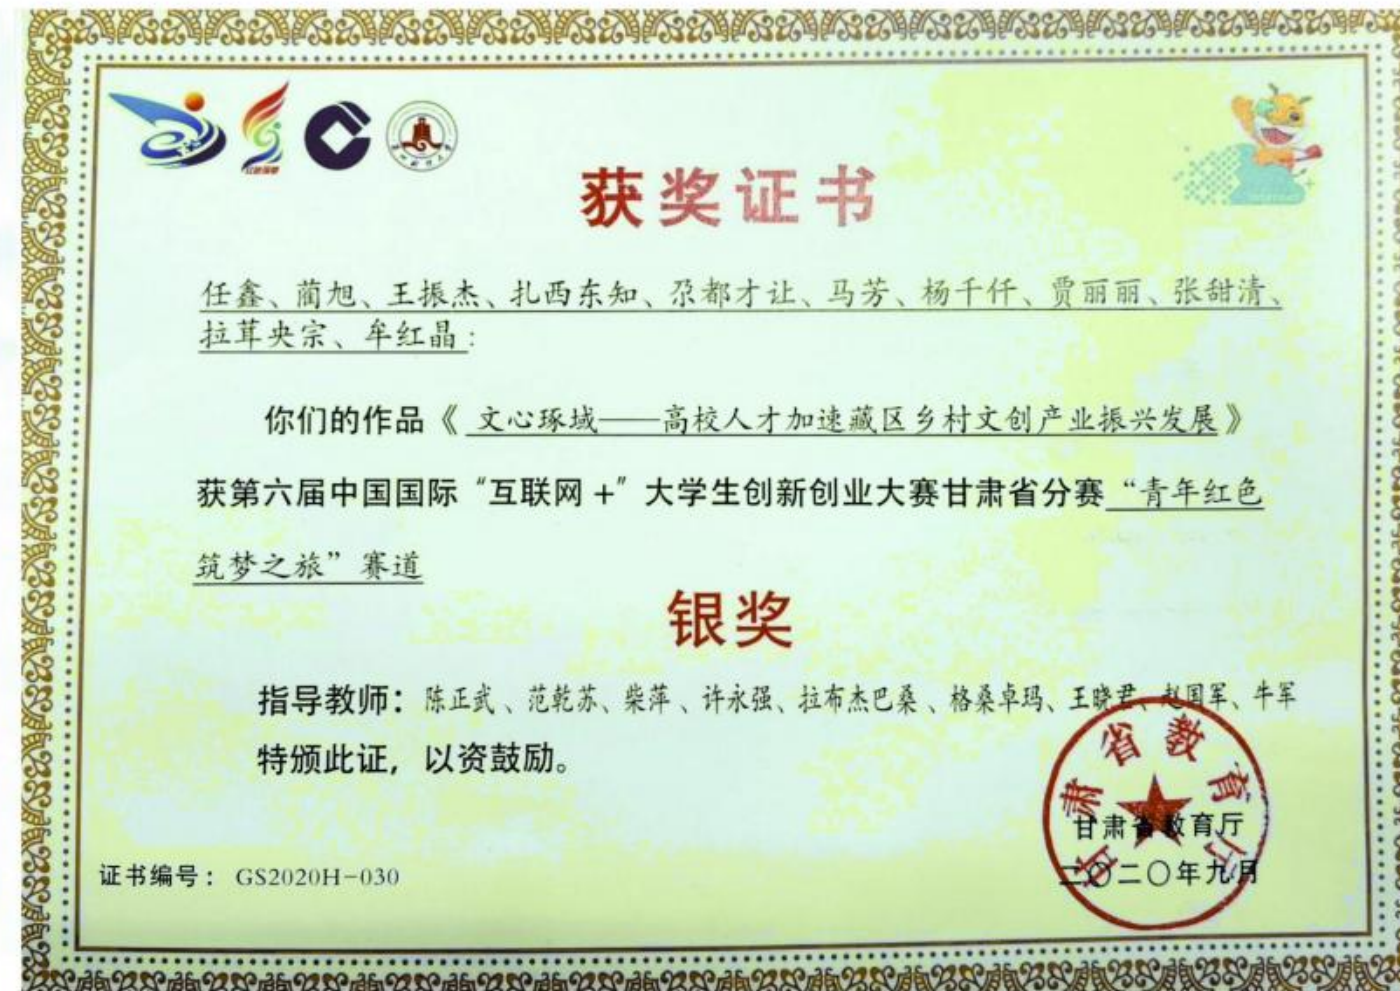 获奖证书
任鑫、蔺旭、王振杰、扎西东知、尕都才让、马芳、杨千仟、贾丽丽、张甜清、
拉茸央宗、牟红晶：
你们的作品《 文心琢域——高校人才加速藏区乡村文创产业振兴发展》
获第六届中国国际“互联网+”大学生创新创业大赛甘肃省分赛“青年红色
筑梦之旅”赛道
银奖
指导教师：陈正武、范乾苏、柴萍、许永强、拉布杰巴桑、格桑卓玛、王晓君、赵国军、牛军
特颁此证，以资鼓励。
甘肃省教育厅
甘肃省教育厅
二〇二〇年九月
证书编号： GS2020H-030